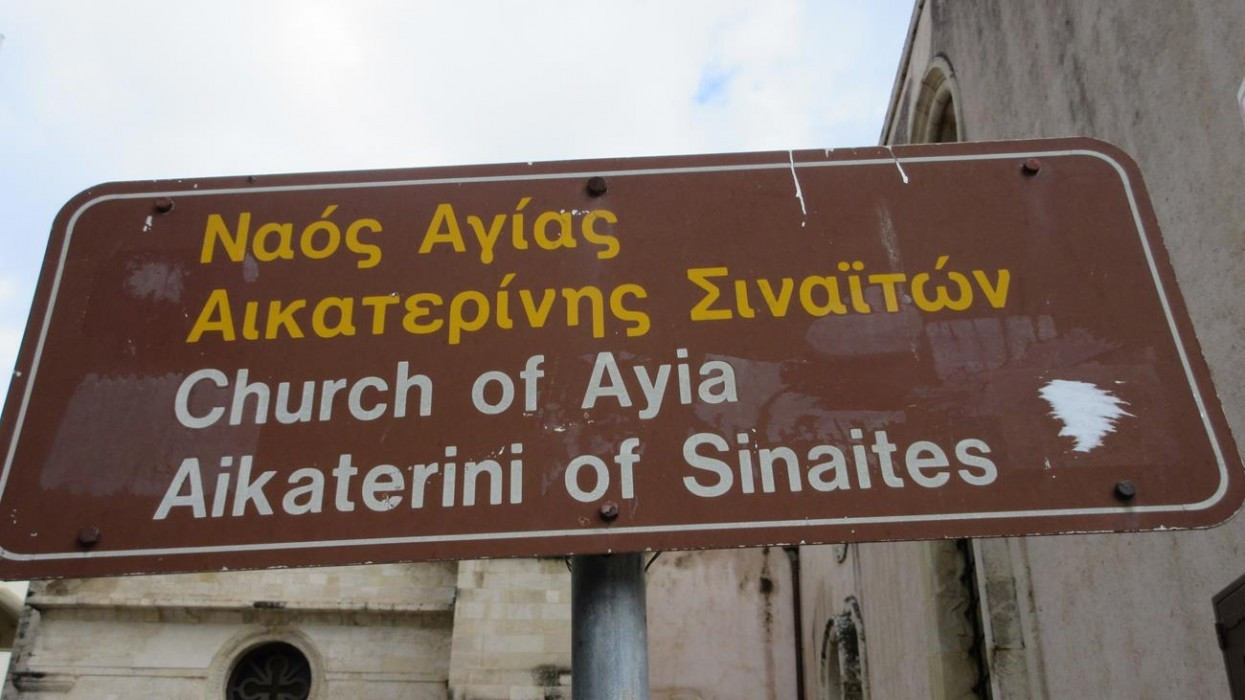 Ναός Αγίας
Αικατερίνης Σιναϊτών
Church of Ayia
Aikaterini of Sinaites